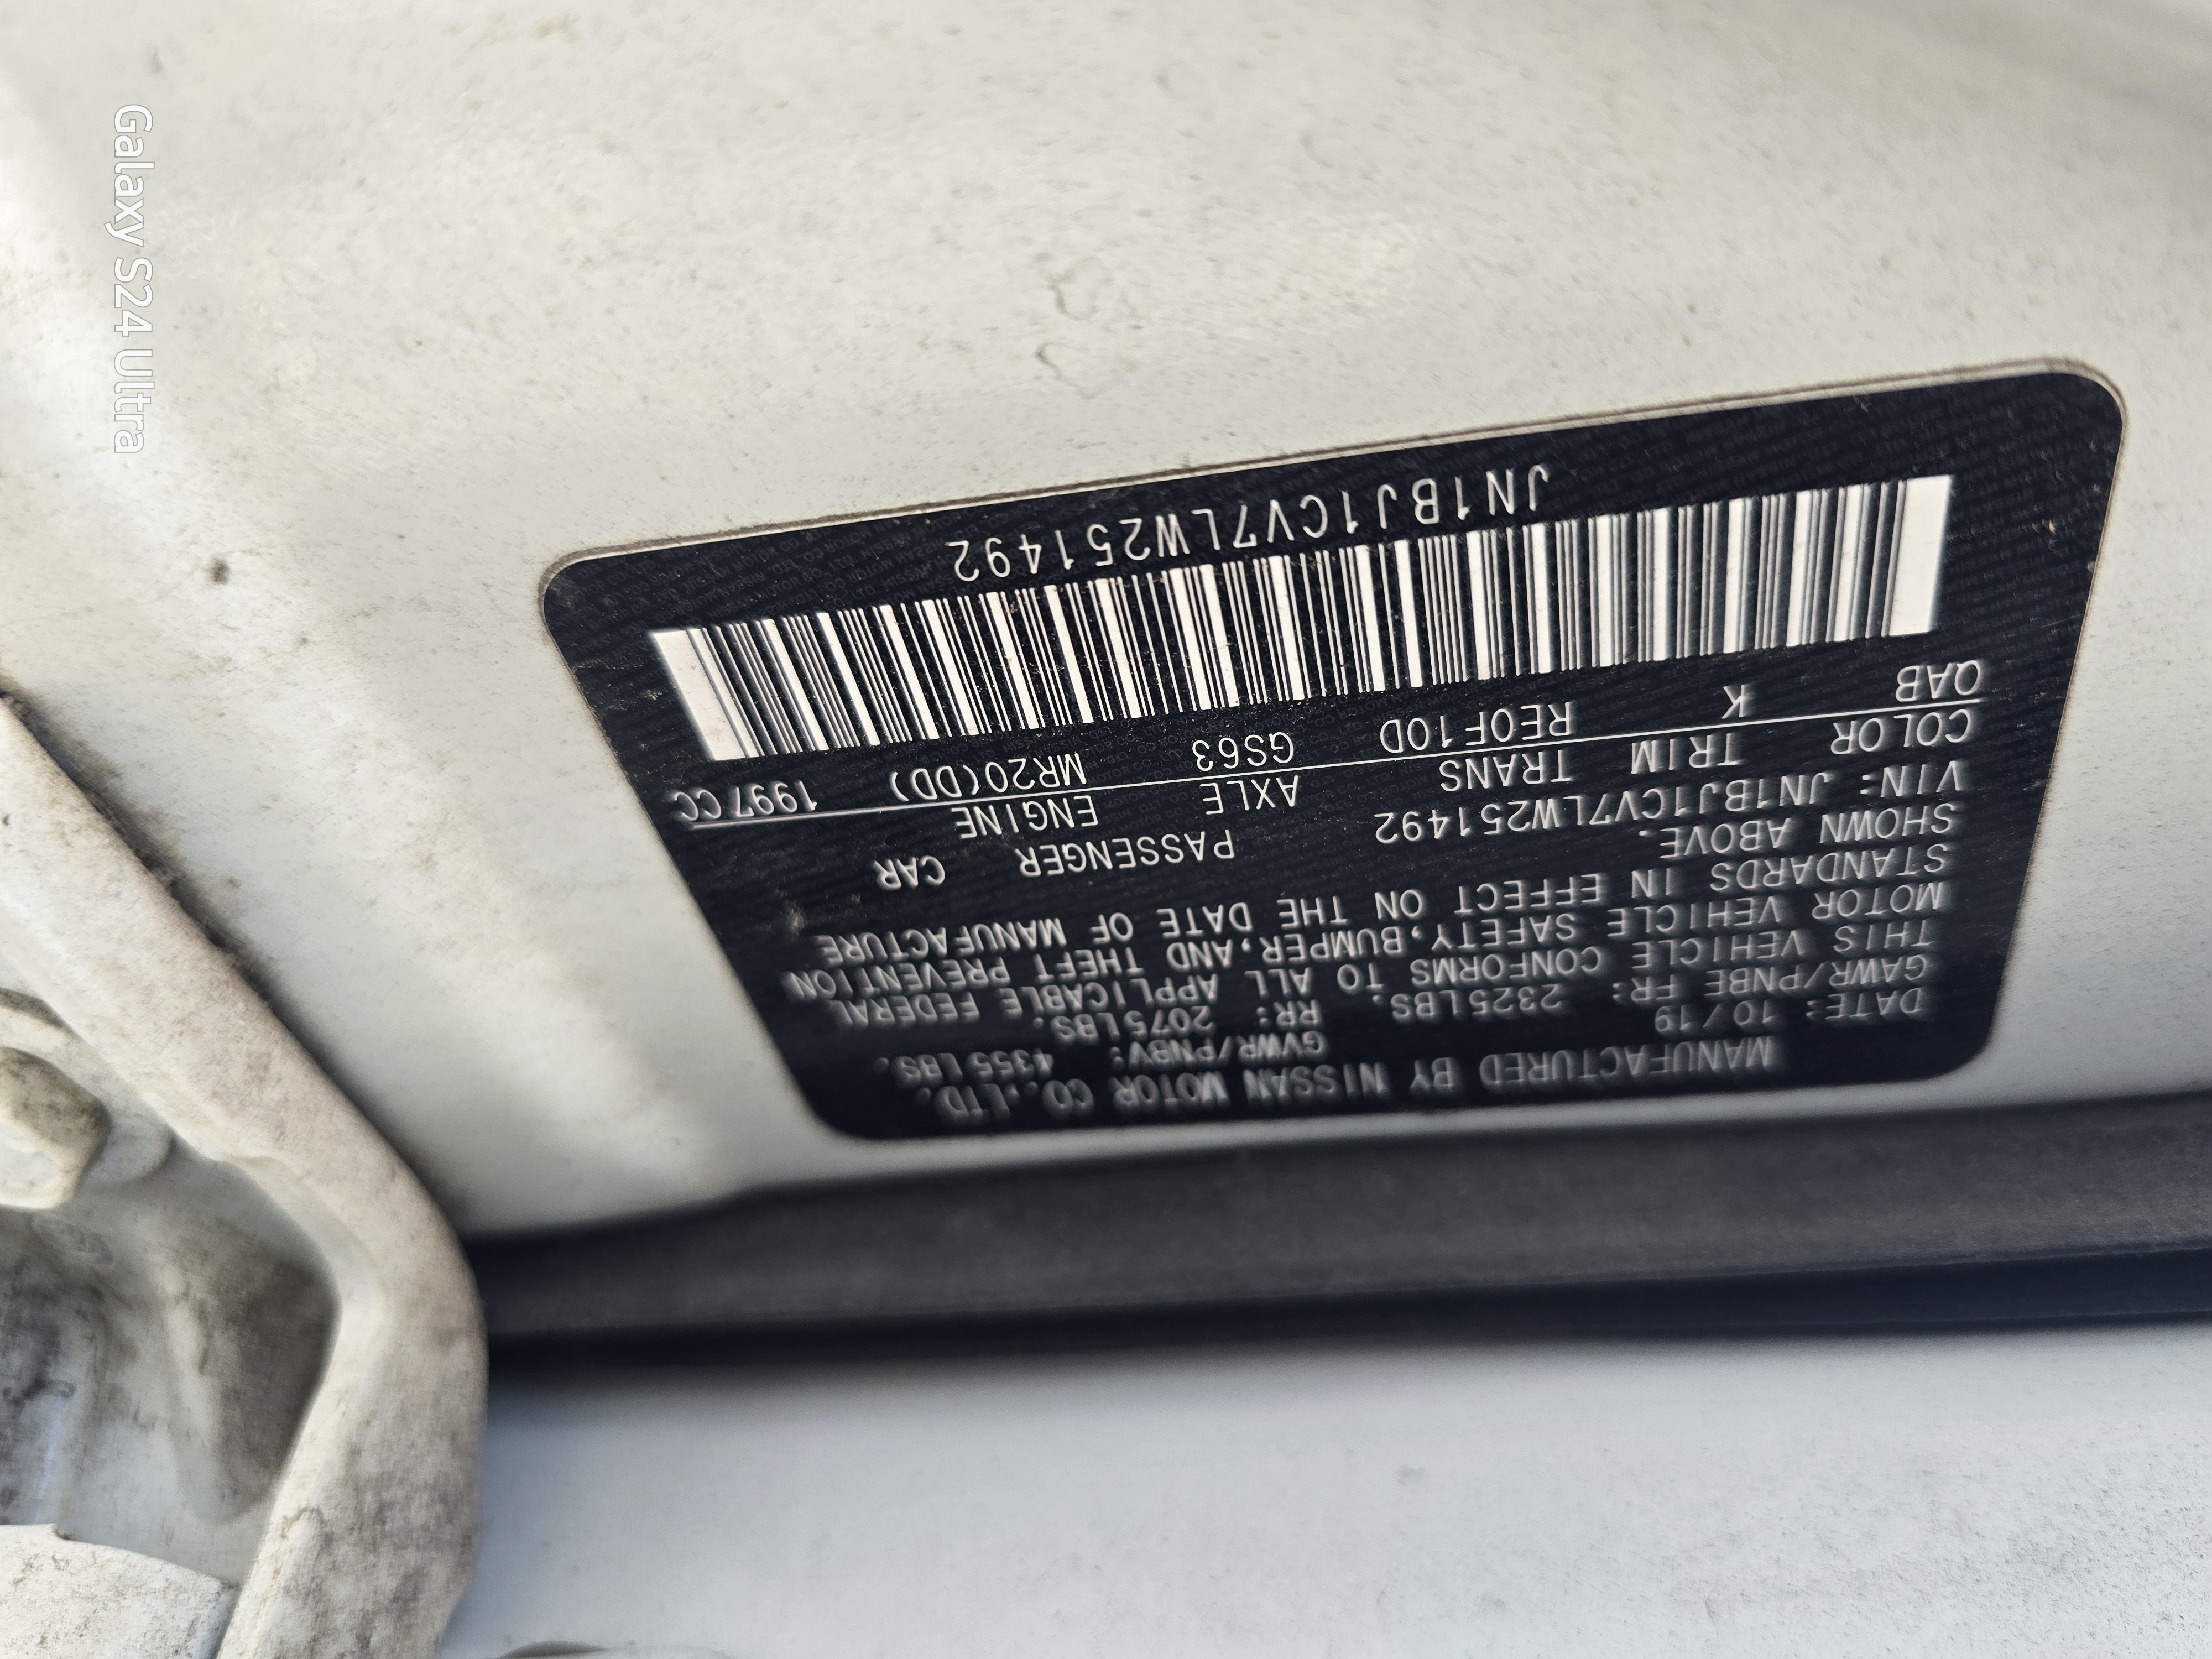 MANUFACTURED BY NISSAN MOTOR CO.,LTD.
DATE: 10/19 GVWR/PNBV: 4355LBS.
GAWR/PNBE FR: 2325LBS. RR: 2075LBS.
THIS VEHICLE CONFORMS TO ALL APPLICABLE FEDERAL
MOTOR VEHICLE SAFETY,BUMPER,AND THEFT PREVENTION
STANDARDS IN EFFECT ON THE DATE OF MANUFACTURE
SHOWN ABOVE.
VIN: JN1BJ1CV7LW251492 PASSENGER CAR
COLOR TRIM TRANS AXLE ENGINE
QAB K RE0F10D GS63 MR20(DD) 1997CC
JN1BJ1CV7LW251492
Galaxy S24 Ultra